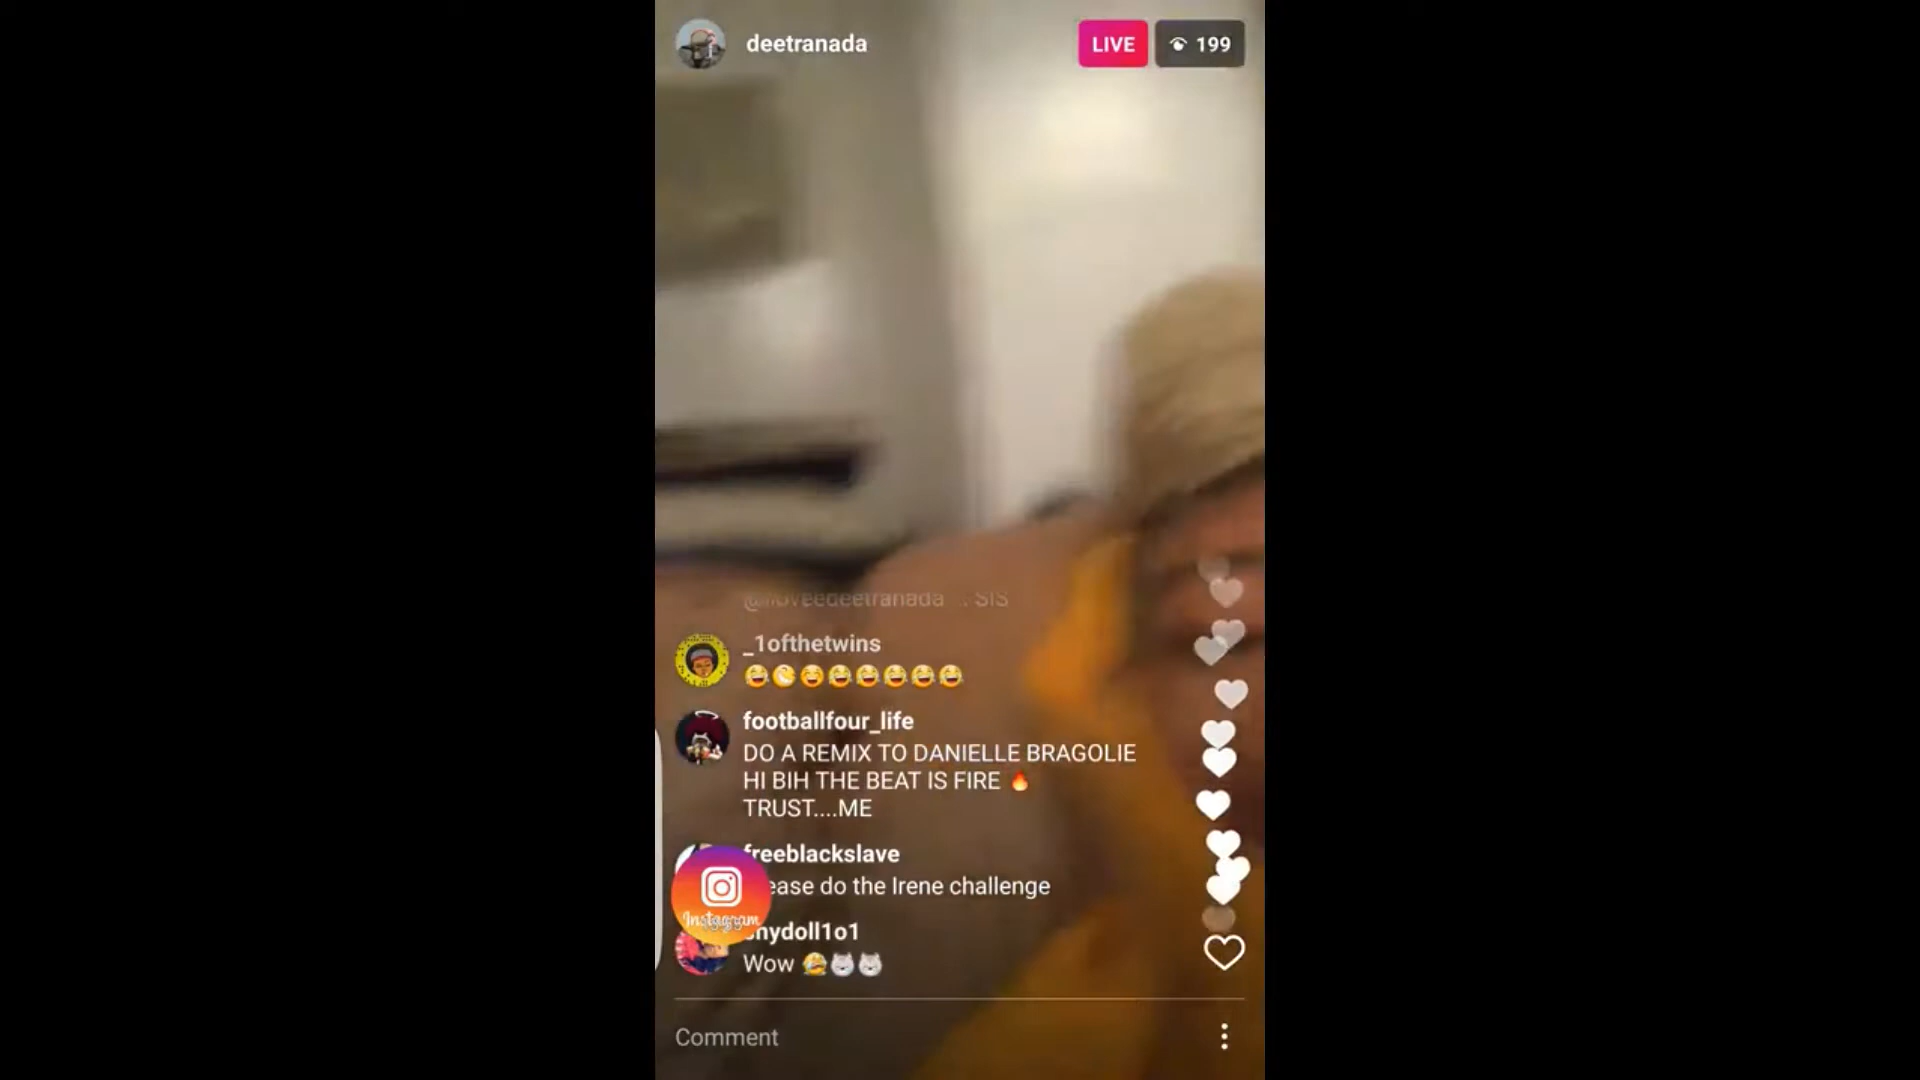 deetranada
LIVE
199
SIS
_1ofthetwins
😂👏😂😂😂😂😂😂
footballfour_life
DO A REMIX TO DANIELLE BRAGOLIE
HI BIH THE BEAT IS FIRE 🔥
TRUST....ME
freeblackslave
ease do the Irene challenge
Instagram
nydoll1o1
Wow
Comment